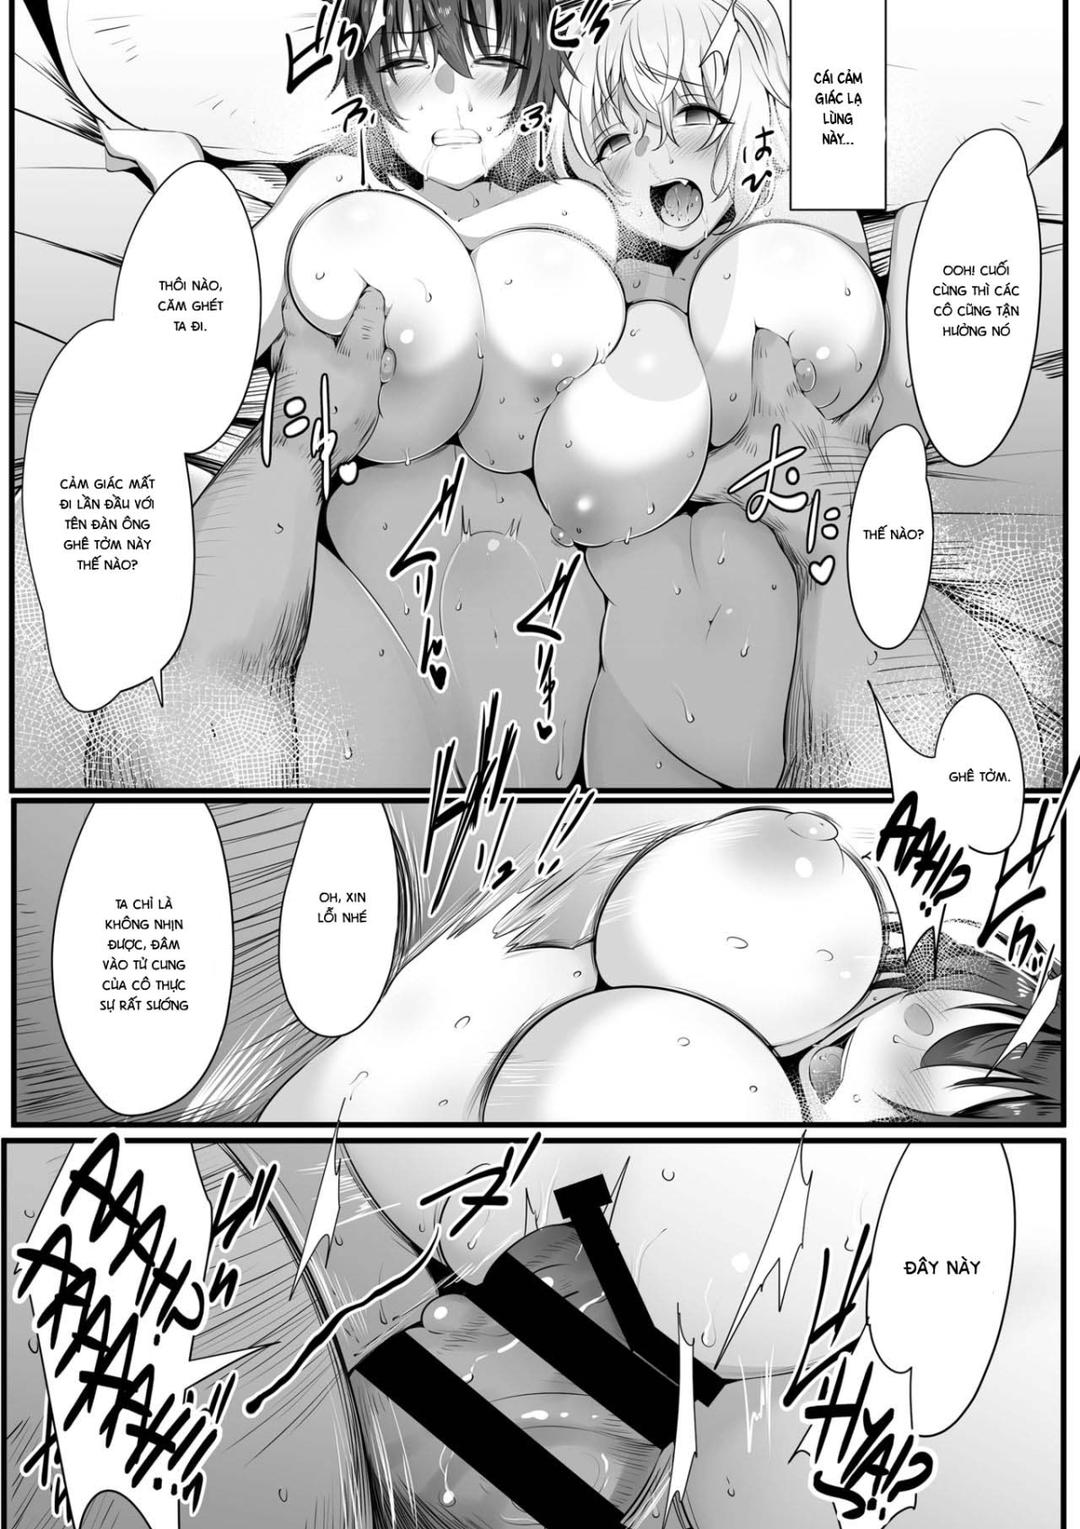 CÁI CẢM
GIÁC LẠ
LÙNG
NÀY...
OOH! CUỐI
CÙNG THÌ CÁC
CÔ CŨNG TẬN
HƯỞNG NÓ
THẾ NÀO?
THÔI NÀO,
CĂM GHÉT
TA ĐI.
CẢM GIÁC MẤT
ĐI LẦN ĐẦU VỚI
TÊN ĐÀN ÔNG
GHÊ TỞM NÀY
THẾ NÀO?
GHÊ TỞM.
AAH!?
OH, XIN
LỖI NHÉ
TA CHỈ LÀ
KHÔNG NHỊN
ĐƯỢC, ĐÂM
VÀO TỬ CUNG
CỦA CÔ THỰC
SỰ RẤT SƯỚNG
ĐÂY NÀY
HYAI?